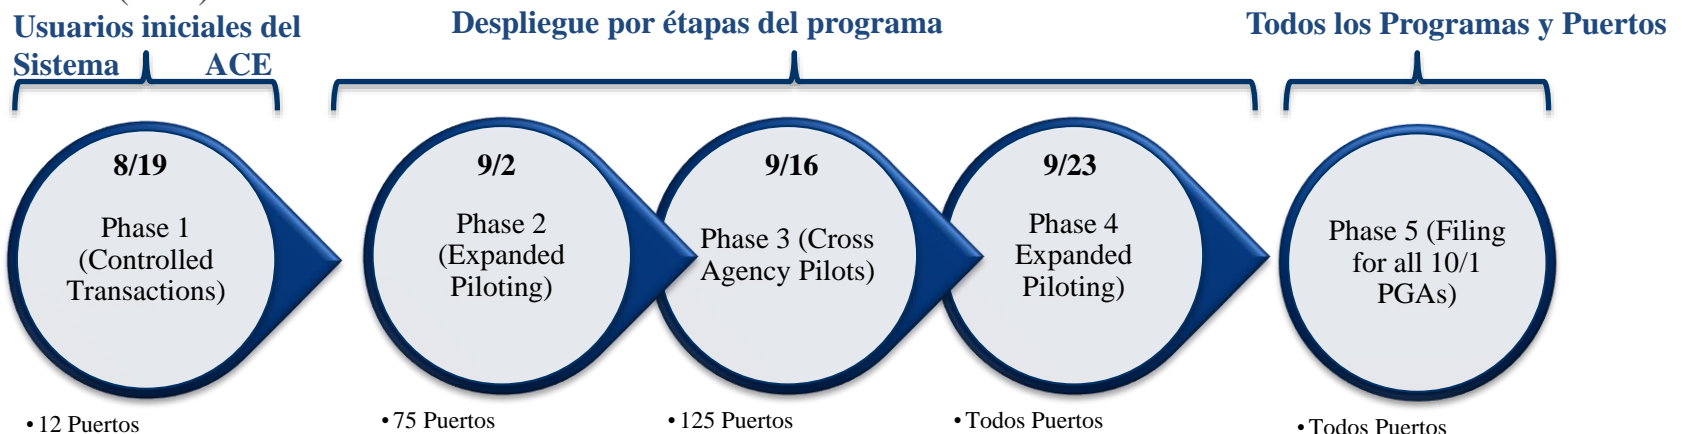 Usuarios iniciales del
Sistema ACE
Despliegue por étapas del programa
Todos los Programas y Puertos
8/19
Phase 1
(Controlled
Transactions)
9/2
Phase 2
(Expanded
Piloting)
9/16
Phase 3 (Cross
Agency Pilots)
9/23
Phase 4
Expanded
Piloting)
Phase 5 (Filing
for all 10/1
PGAs)
• 12 Puertos
• 75 Puertos
• 125 Puertos
• Todos Puertos
• Todos Puertos